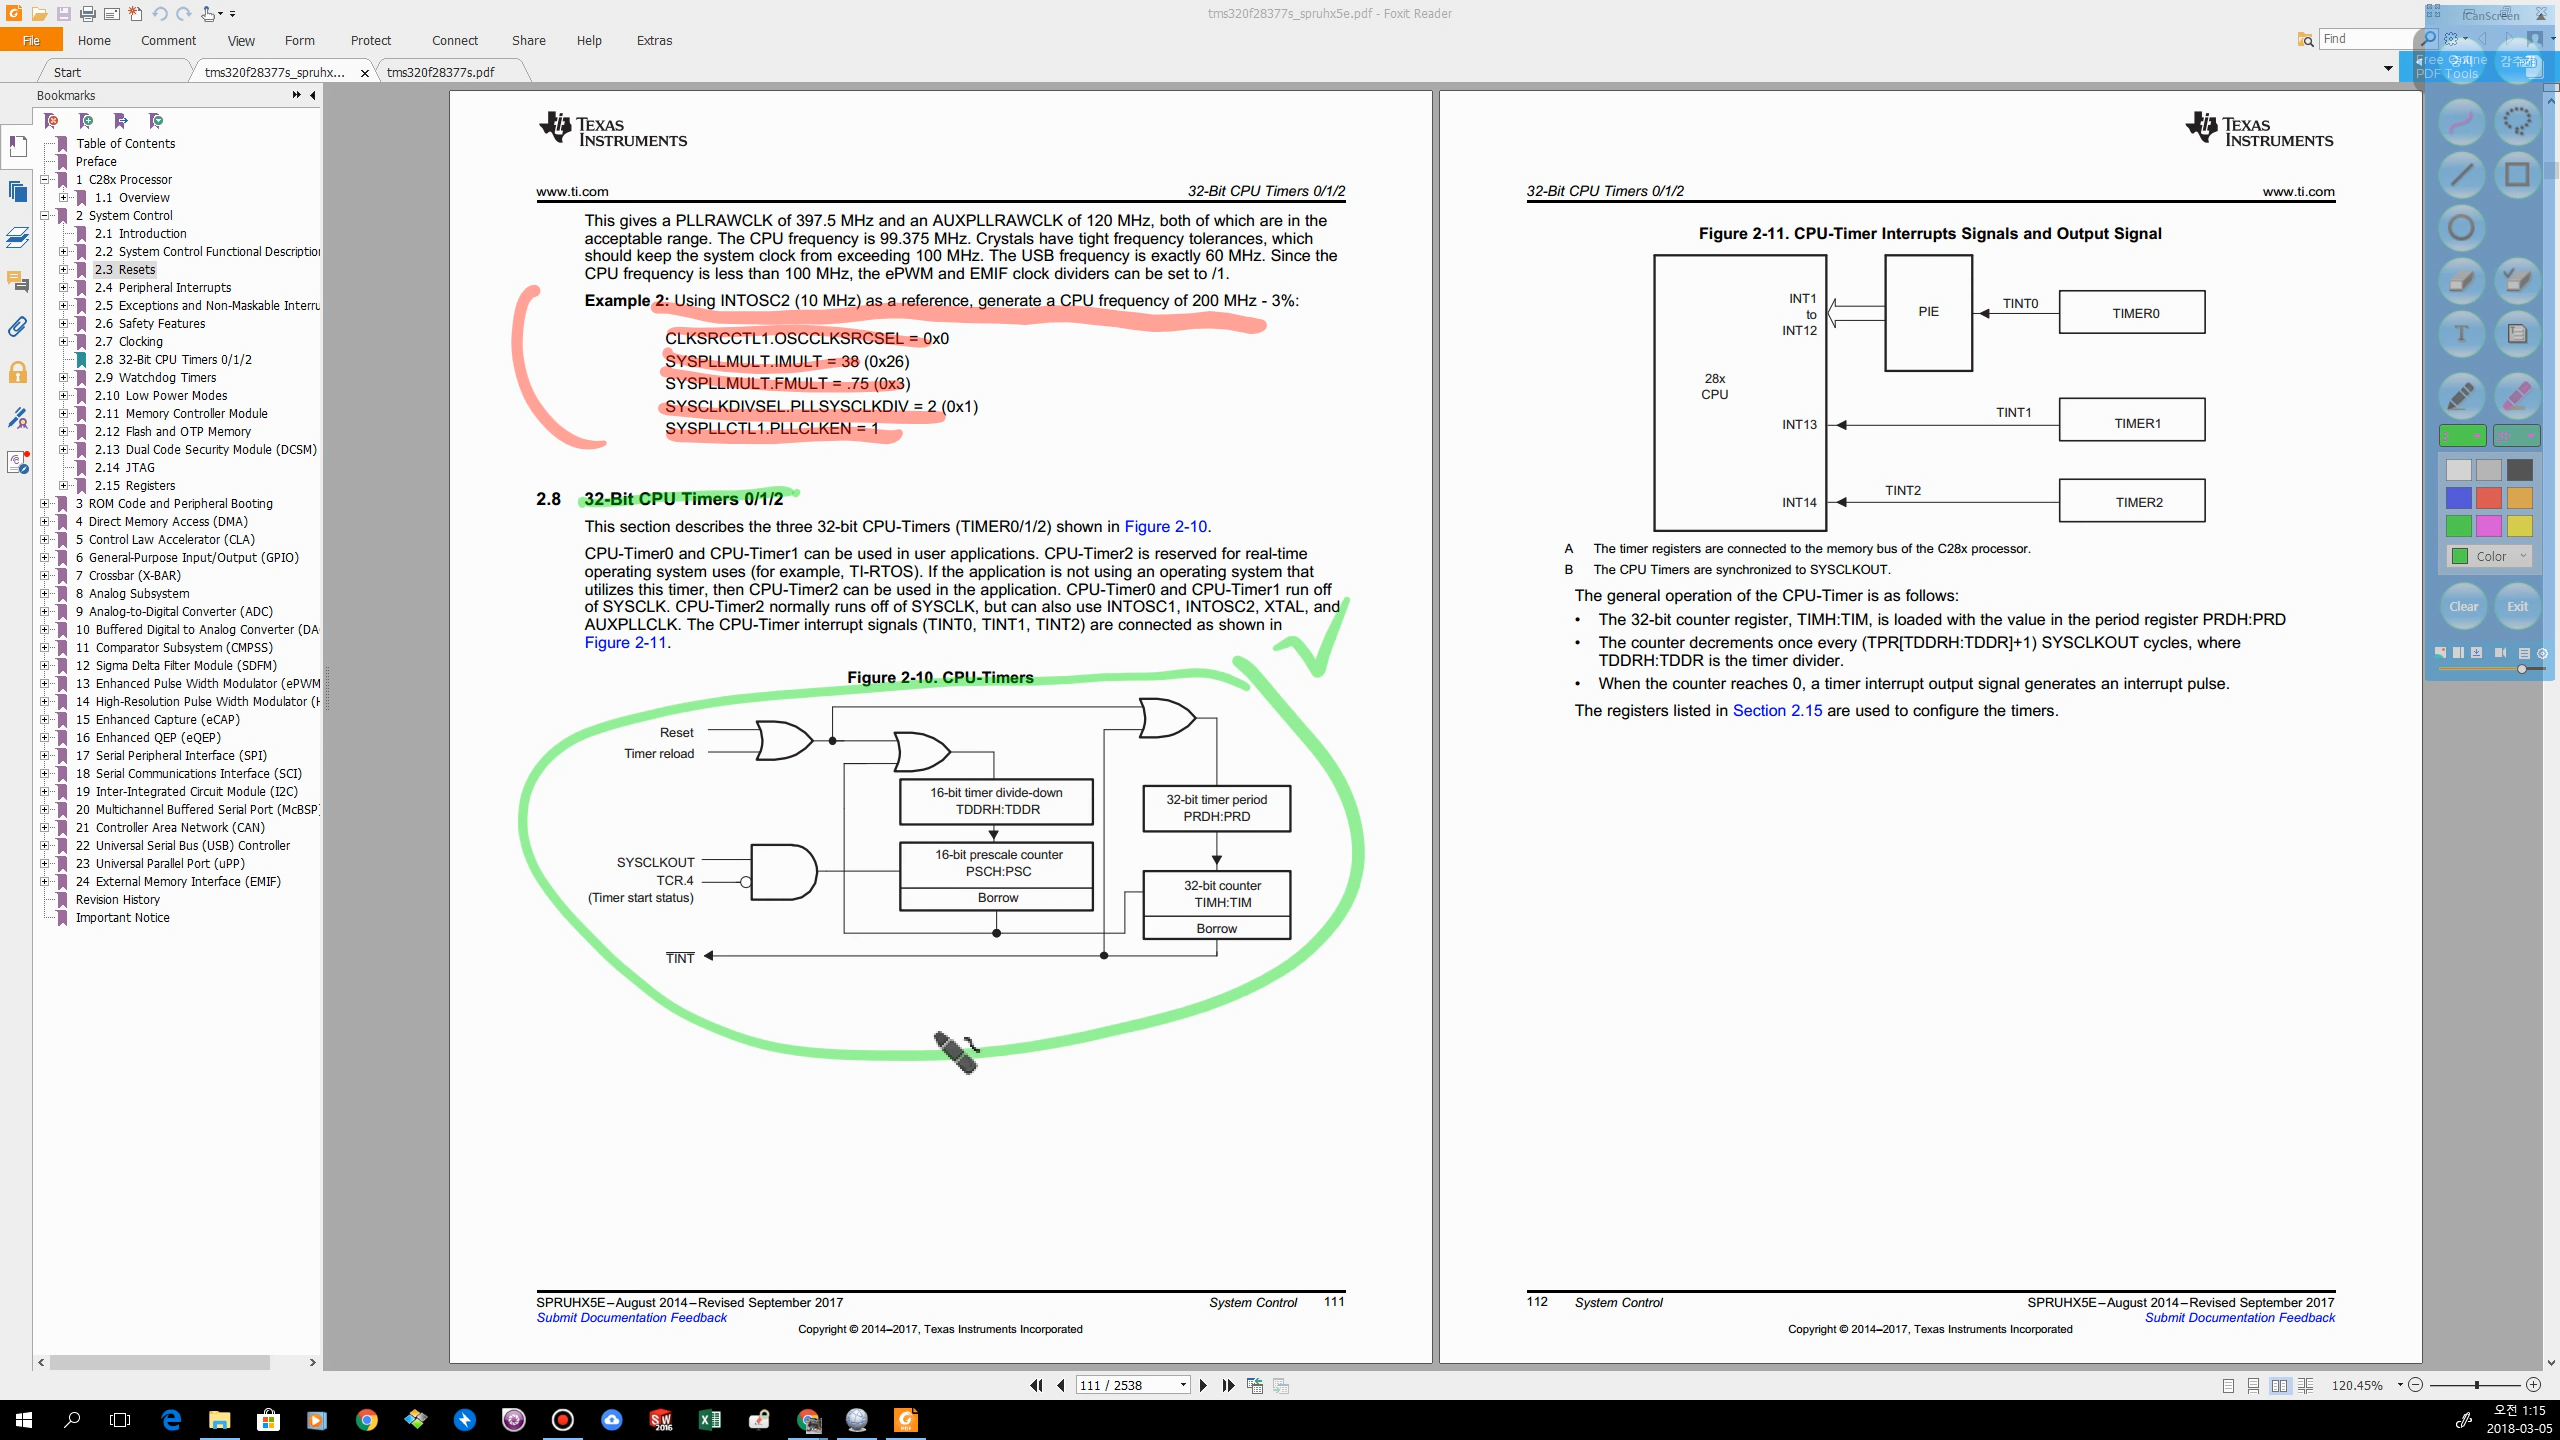 tms320f28377s_spruhx5e.pdf - Foxit Reader
File
Home
Comment
View
Form
Protect
Connect
Share
Help
Extras
Find
Start
tms320f28377s_spruhx...
tms320f28377s.pdf
Bookmarks
Table of Contents
Preface
1 C28x Processor
1.1 Overview
2 System Control
2.1 Introduction
2.2 System Control Functional Descriptio
2.3 Resets
2.4 Peripheral Interrupts
2.5 Exceptions and Non-Maskable Interru
2.6 Safety Features
2.7 Clocking
2.8 32-Bit CPU Timers 0/1/2
2.9 Watchdog Timers
2.10 Low Power Modes
2.11 Memory Controller Module
2.12 Flash and OTP Memory
2.13 Dual Code Security Module (DCSM)
2.14 JTAG
2.15 Registers
3 ROM Code and Peripheral Booting
4 Direct Memory Access (DMA)
5 Control Law Accelerator (CLA)
6 General-Purpose Input/Output (GPIO)
7 Crossbar (X-BAR)
8 Analog Subsystem
9 Analog-to-Digital Converter (ADC)
10 Buffered Digital to Analog Converter (DA
11 Comparator Subsystem (CMPSS)
12 Sigma Delta Filter Module (SDFM)
13 Enhanced Pulse Width Modulator (ePWM
14 High-Resolution Pulse Width Modulator (H
15 Enhanced Capture (eCAP)
16 Enhanced QEP (eQEP)
17 Serial Peripheral Interface (SPI)
18 Serial Communications Interface (SCI)
19 Inter-Integrated Circuit Module (I2C)
20 Multichannel Buffered Serial Port (McBSP
21 Controller Area Network (CAN)
22 Universal Serial Bus (USB) Controller
23 Universal Parallel Port (uPP)
24 External Memory Interface (EMIF)
Revision History
Important Notice
TEXAS
INSTRUMENTS
www.ti.com
32-Bit CPU Timers 0/1/2
This gives a PLLRAWCLK of 397.5 MHz and an AUXPLLRAWCLK of 120 MHz, both of which are in the
acceptable range. The CPU frequency is 99.375 MHz. Crystals have tight frequency tolerances, which
should keep the system clock from exceeding 100 MHz. The USB frequency is exactly 60 MHz. Since the
CPU frequency is less than 100 MHz, the ePWM and EMIF clock dividers can be set to /1.
Example 2: Using INTOSC2 (10 MHz) as a reference, generate a CPU frequency of 200 MHz - 3%:
CLKSRCCTL1.OSCCLKSRCSEL = 0x0
SYSPLLMULT.IMULT = 38 (0x26)
SYSPLLMULT.FMULT = .75 (0x3)
SYSCLKDIVSEL.PLLSYSCLKDIV = 2 (0x1)
SYSPLLCTL1.PLLCLKEN = 1
2.8 32-Bit CPU Timers 0/1/2
This section describes the three 32-bit CPU-Timers (TIMER0/1/2) shown in Figure 2-10.
CPU-Timer0 and CPU-Timer1 can be used in user applications. CPU-Timer2 is reserved for real-time
operating system uses (for example, TI-RTOS). If the application is not using an operating system that
utilizes this timer, then CPU-Timer2 can be used in the application. CPU-Timer0 and CPU-Timer1 run off
of SYSCLK. CPU-Timer2 normally runs off of SYSCLK, but can also use INTOSC1, INTOSC2, XTAL, and
AUXPLLCLK. The CPU-Timer interrupt signals (TINT0, TINT1, TINT2) are connected as shown in
Figure 2-11.
Figure 2-10. CPU-Timers
Reset
Timer reload
16-bit timer divide-down
TDDRH:TDDR
32-bit timer period
PRDH:PRD
SYSCLKOUT
TCR.4
(Timer start status)
16-bit prescale counter
PSCH:PSC
Borrow
32-bit counter
TIMH:TIM
Borrow
TINT
SPRUHX5E–August 2014–Revised September 2017
System Control 111
Submit Documentation Feedback
Copyright © 2014–2017, Texas Instruments Incorporated
TEXAS
INSTRUMENTS
32-Bit CPU Timers 0/1/2
www.ti.com
Figure 2-11. CPU-Timer Interrupts Signals and Output Signal
INT1
to
INT12
PIE
TINT0
TIMER0
28x
CPU
INT13
TINT1
TIMER1
INT14
TINT2
TIMER2
A The timer registers are connected to the memory bus of the C28x processor.
B The CPU Timers are synchronized to SYSCLKOUT.
The general operation of the CPU-Timer is as follows:
• The 32-bit counter register, TIMH:TIM, is loaded with the value in the period register PRDH:PRD
• The counter decrements once every (TPR[TDDRH:TDDR]+1) SYSCLKOUT cycles, where
TDDRH:TDDR is the timer divider.
• When the counter reaches 0, a timer interrupt output signal generates an interrupt pulse.
The registers listed in Section 2.15 are used to configure the timers.
112 System Control
SPRUHX5E–August 2014–Revised September 2017
Submit Documentation Feedback
Copyright © 2014–2017, Texas Instruments Incorporated
iCanScreen
Free Online
PDF Tools
Color
Clear
Exit
111 / 2538
120.45%
오전 1:15
2018-03-05